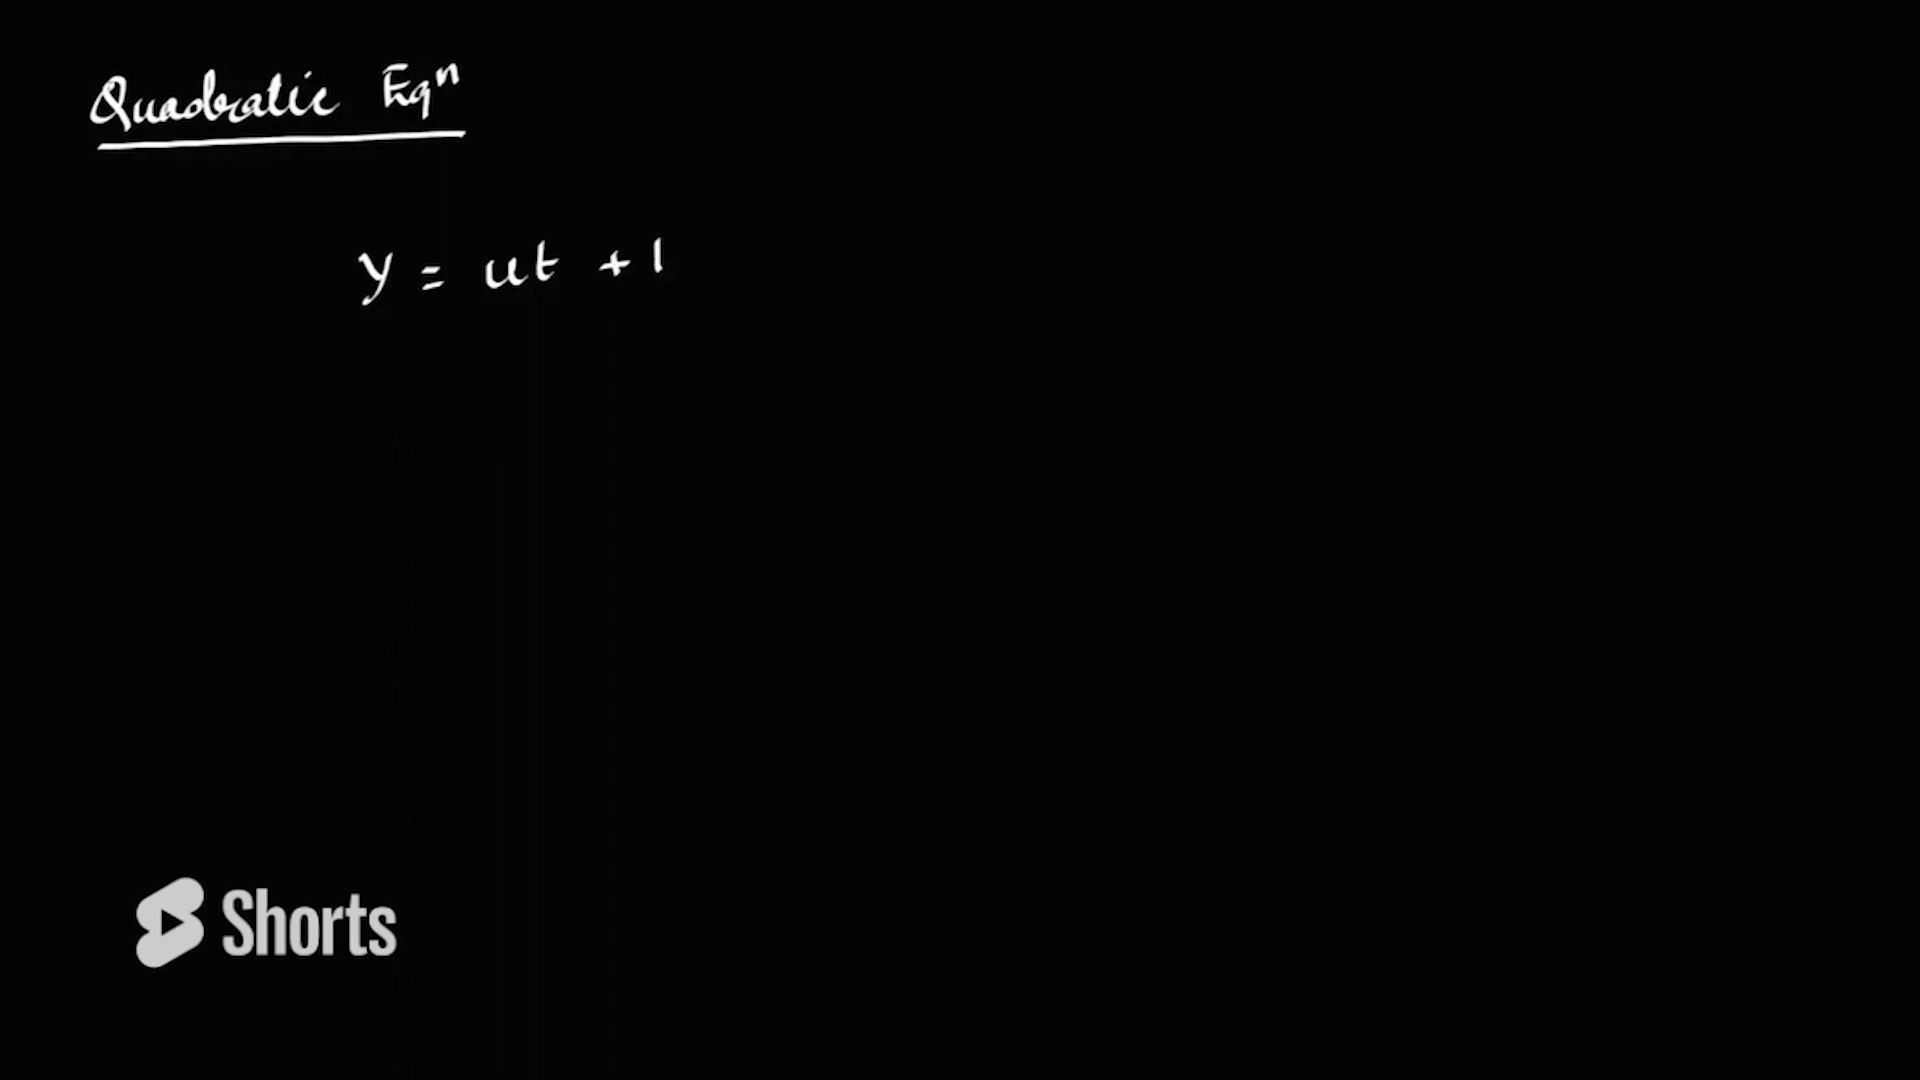 Quadratic Eqⁿ
y = ut + 1
Shorts